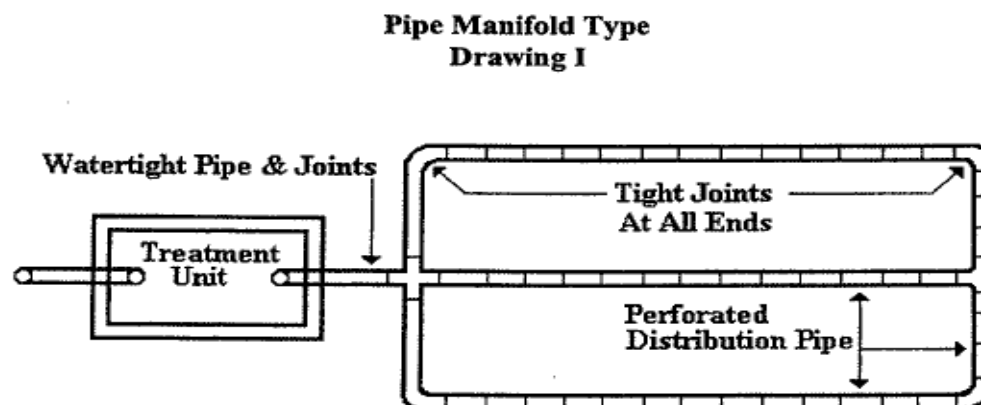 Pipe Manifold Type
Drawing I
Watertight Pipe & Joints
Tight Joints
At All Ends
Treatment
Unit
Perforated
Distribution Pipe